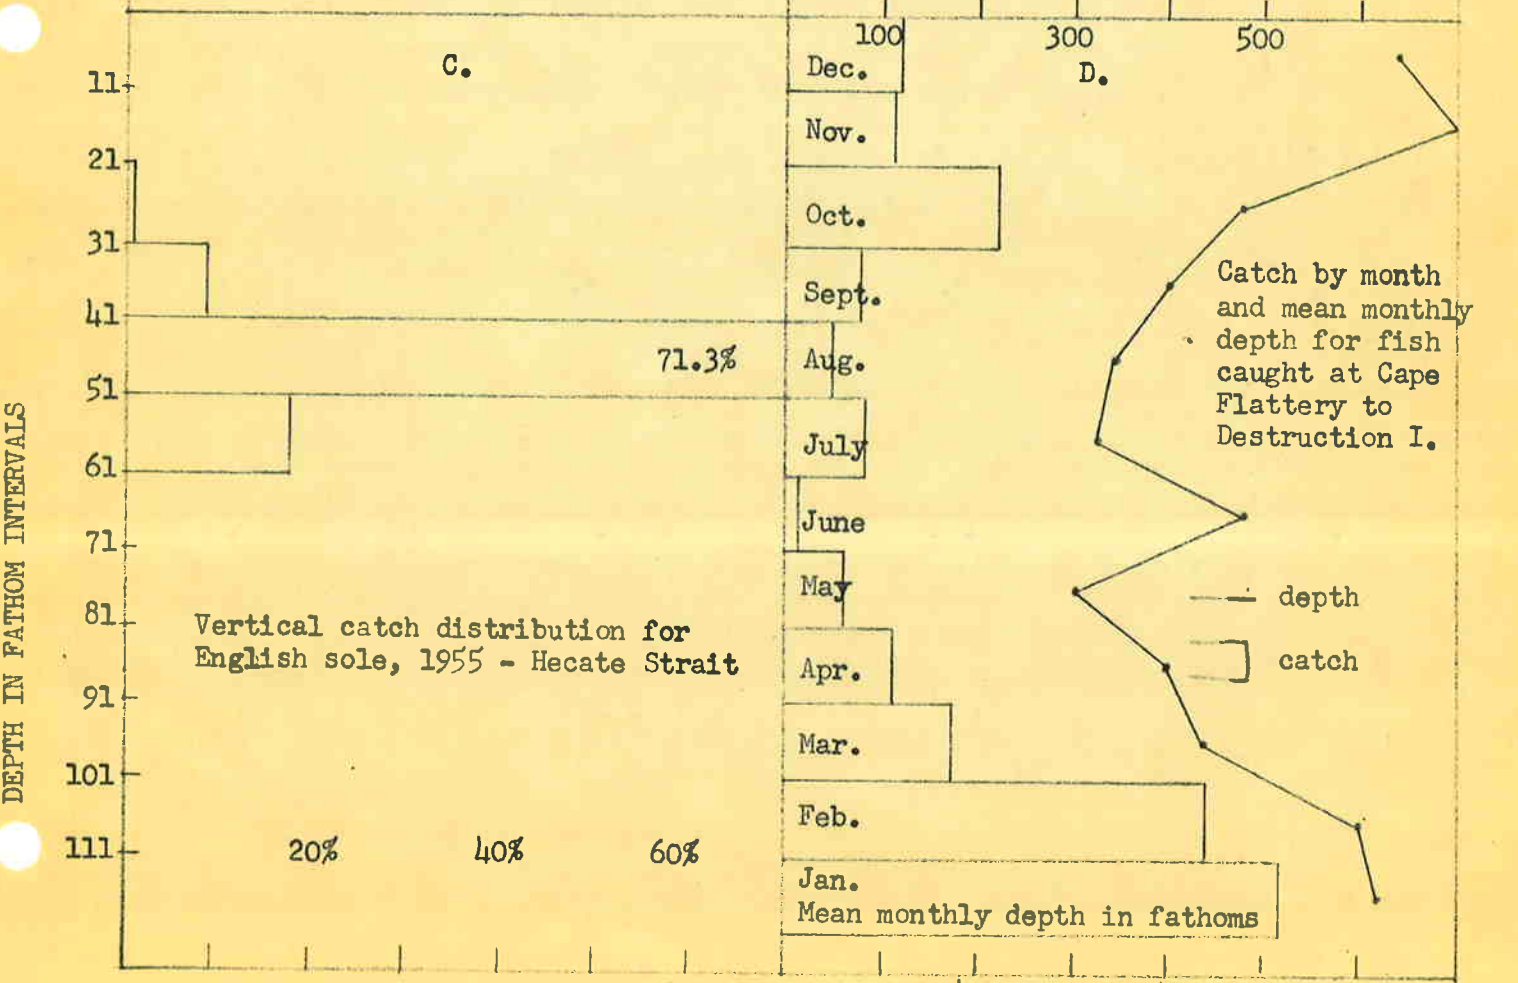 DEPTH IN FATHOM INTERVALS
C.
11
21
31
41
51
61
71
81
91
101
111
71.3%
Vertical catch distribution for
English sole, 1955 - Hecate Strait
20% 40% 60%
100 300 500
D.
Dec.
Nov.
Oct.
Sept.
Aug.
July
June
May
Apr.
Mar.
Feb.
Jan.
Mean monthly depth in fathoms
Catch by month
and mean monthly
depth for fish
caught at Cape
Flattery to
Destruction I.
depth
catch